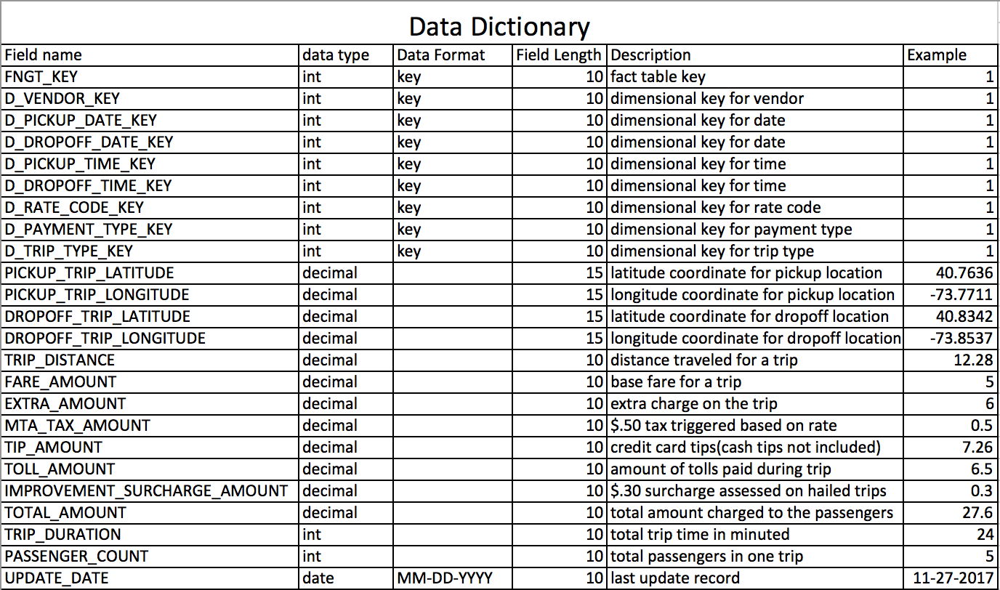 Data Dictionary
Field name data type Data Format Field Length Description Example
FNGT_KEY int key 10 fact table key 1
D_VENDOR_KEY int key 10 dimensional key for vendor 1
D_PICKUP_DATE_KEY int key 10 dimensional key for date 1
D_DROPOFF_DATE_KEY int key 10 dimensional key for date 1
D_PICKUP_TIME_KEY int key 10 dimensional key for time 1
D_DROPOFF_TIME_KEY int key 10 dimensional key for time 1
D_RATE_CODE_KEY int key 10 dimensional key for rate code 1
D_PAYMENT_TYPE_KEY int key 10 dimensional key for payment type 1
D_TRIP_TYPE_KEY int key 10 dimensional key for trip type 1
PICKUP_TRIP_LATITUDE decimal 15 latitude coordinate for pickup location 40.7636
PICKUP_TRIP_LONGITUDE decimal 15 longitude coordinate for pickup location -73.7711
DROPOFF_TRIP_LATITUDE decimal 15 latitude coordinate for dropoff location 40.8342
DROPOFF_TRIP_LONGITUDE decimal 15 longitude coordinate for dropoff location -73.8537
TRIP_DISTANCE decimal 10 distance traveled for a trip 12.28
FARE_AMOUNT decimal 10 base fare for a trip 5
EXTRA_AMOUNT decimal 10 extra charge on the trip 6
MTA_TAX_AMOUNT decimal 10 $.50 tax triggered based on rate 0.5
TIP_AMOUNT decimal 10 credit card tips(cash tips not included) 7.26
TOLL_AMOUNT decimal 10 amount of tolls paid during trip 6.5
IMPROVEMENT_SURCHARGE_AMOUNT decimal 10 $.30 surcharge assessed on hailed trips 0.3
TOTAL_AMOUNT decimal 10 total amount charged to the passengers 27.6
TRIP_DURATION int 10 total trip time in minuted 24
PASSENGER_COUNT int 10 total passengers in one trip 5
UPDATE_DATE date MM-DD-YYYY 10 last update record 11-27-2017